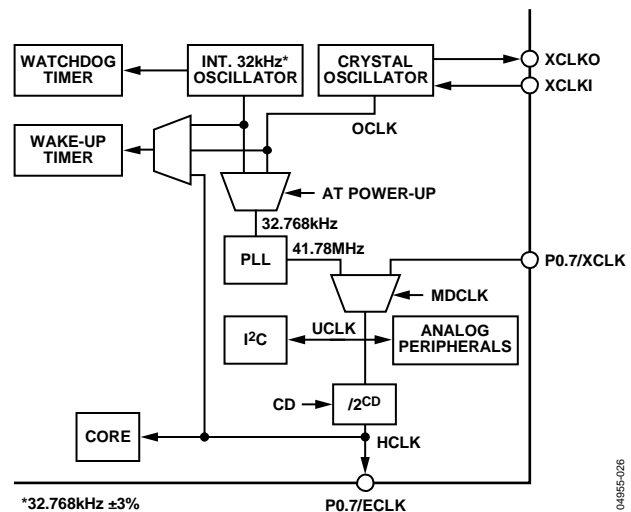 WATCHDOG
TIMER
INT. 32kHz*
OSCILLATOR
CRYSTAL
OSCILLATOR
XCLKO
XCLKI
OCLK
WAKE-UP
TIMER
AT POWER-UP
32.768kHz
PLL
41.78MHz
P0.7/XCLK
MDCLK
I²C
UCLK
ANALOG
PERIPHERALS
CD
/2ᶜᴰ
CORE
HCLK
*32.768kHz ±3%
P0.7/ECLK
04955-026